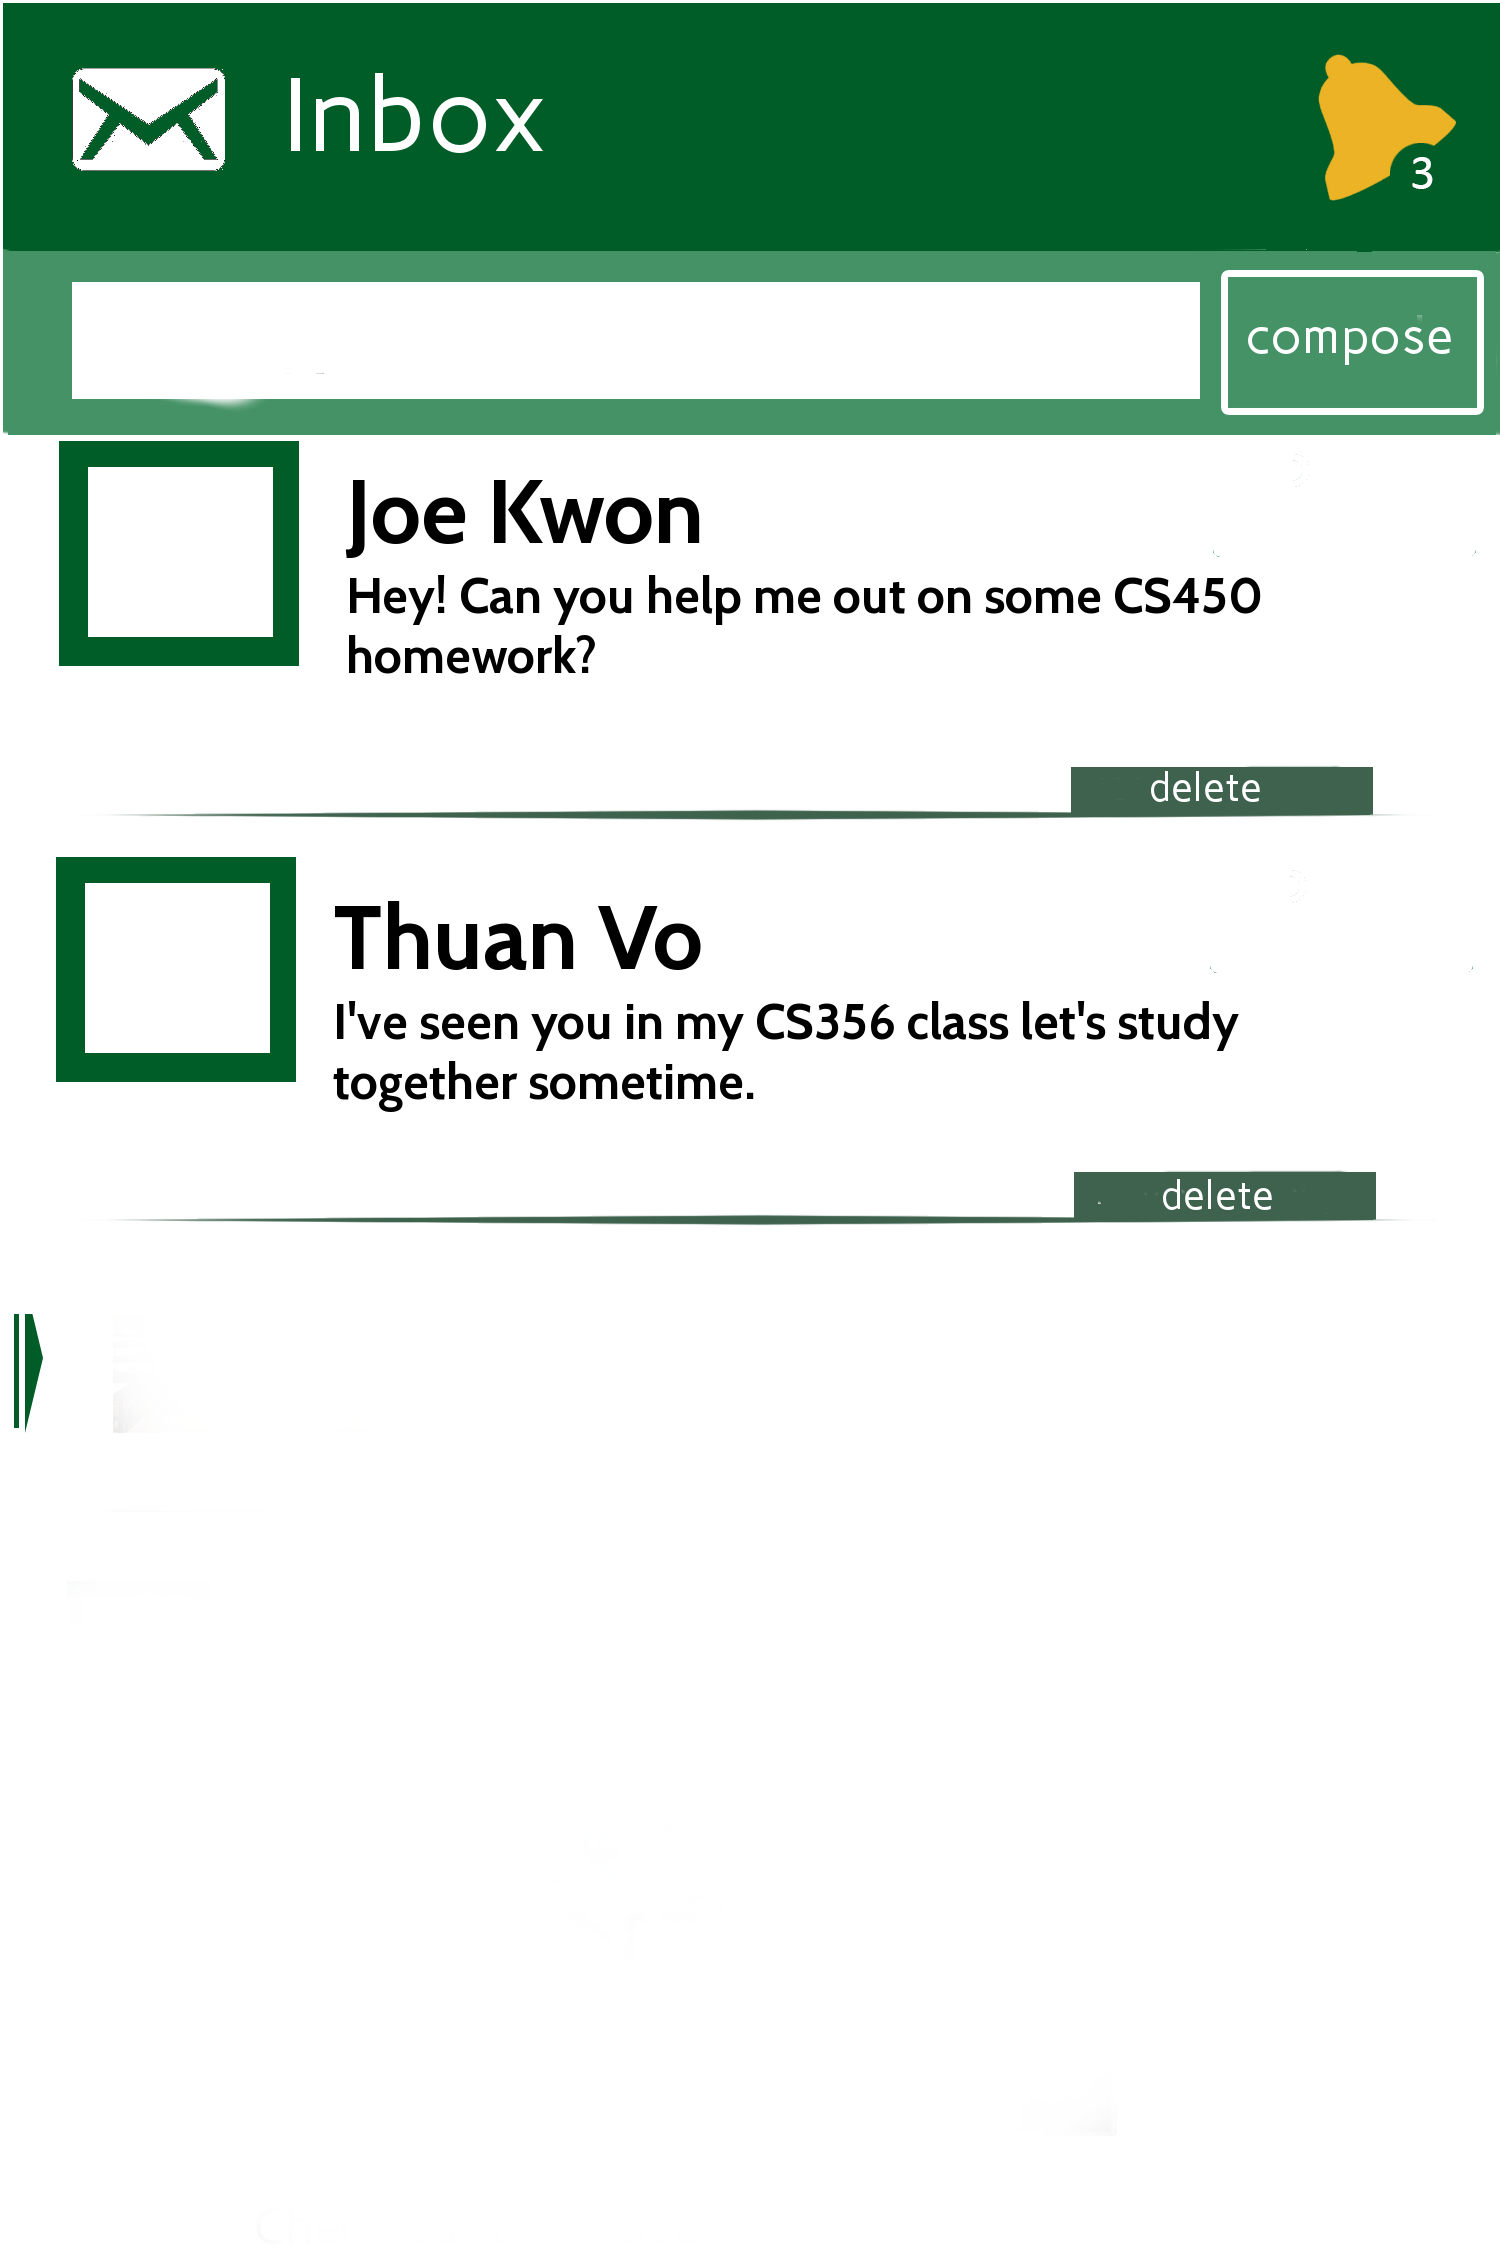 Inbox
3
compose
Joe Kwon
Hey! Can you help me out on some CS450
homework?
delete
Thuan Vo
I've seen you in my CS356 class let's study
together sometime.
delete